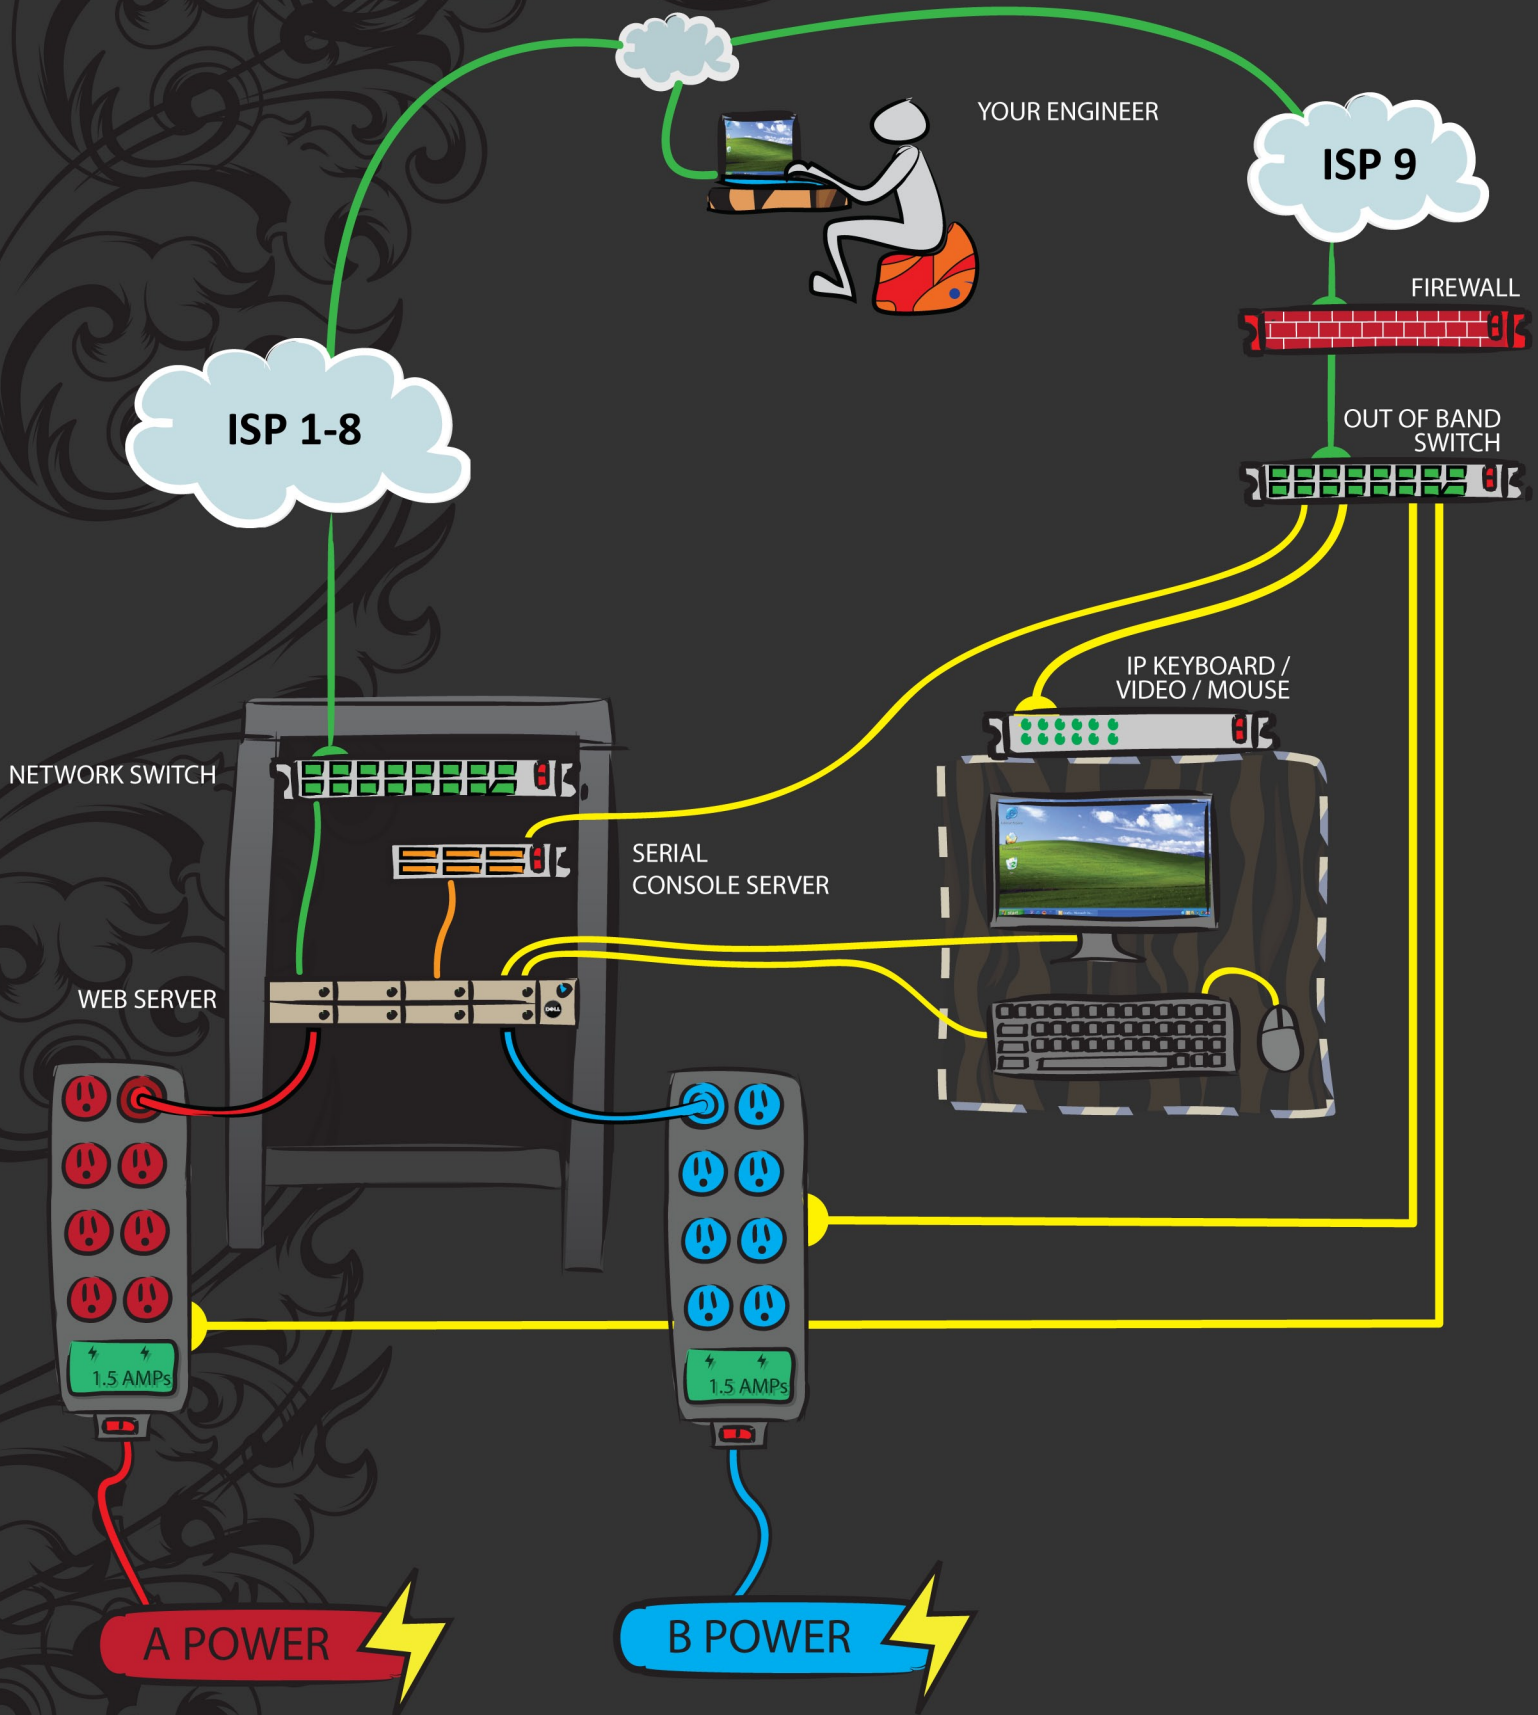 YOUR ENGINEER
ISP 9
FIREWALL
ISP 1-8
OUT OF BAND
SWITCH
IP KEYBOARD /
VIDEO / MOUSE
NETWORK SWITCH
SERIAL
CONSOLE SERVER
WEB SERVER
DELL
1.5 AMPs
1.5 AMPs
A POWER
B POWER